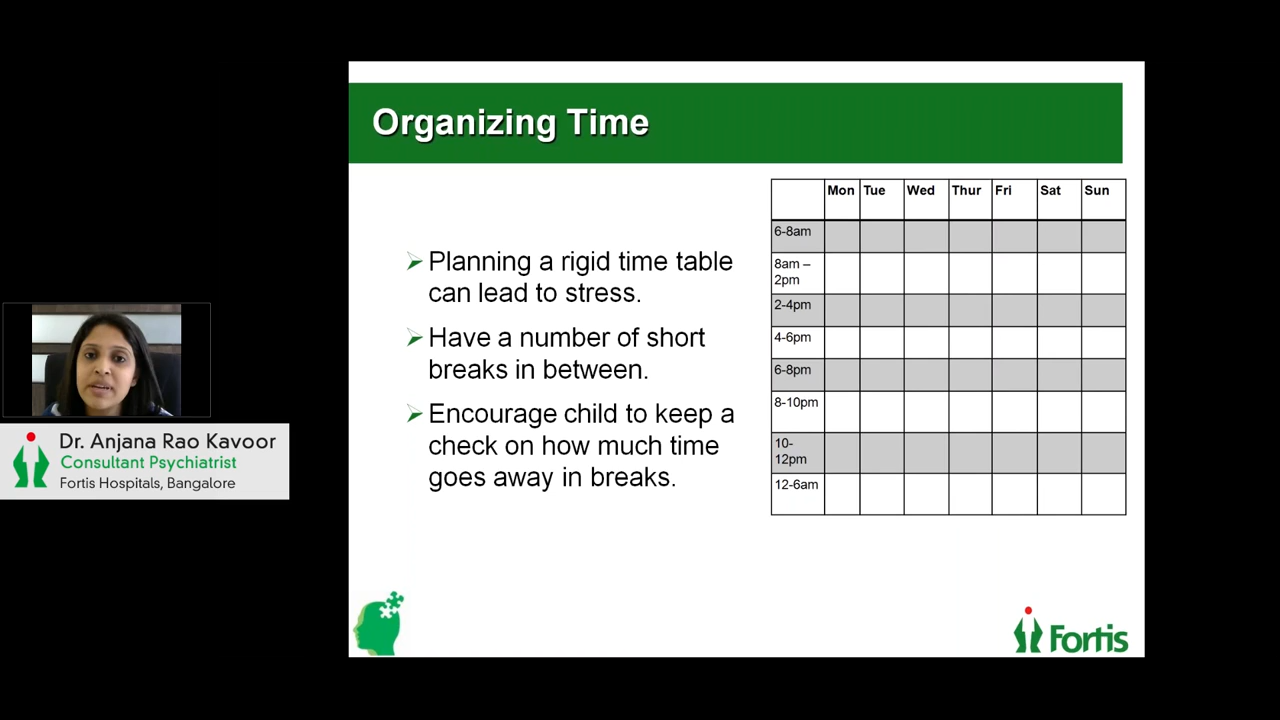 Organizing Time
Planning a rigid time table
can lead to stress.
Have a number of short
breaks in between.
Encourage child to keep a
check on how much time
goes away in breaks.
Mon Tue Wed Thur Fri Sat Sun
6-8am
8am –
2pm
2-4pm
4-6pm
6-8pm
8-10pm
10-
12pm
12-6am
Dr. Anjana Rao Kavoor
Consultant Psychiatrist
Fortis Hospitals, Bangalore
Fortis